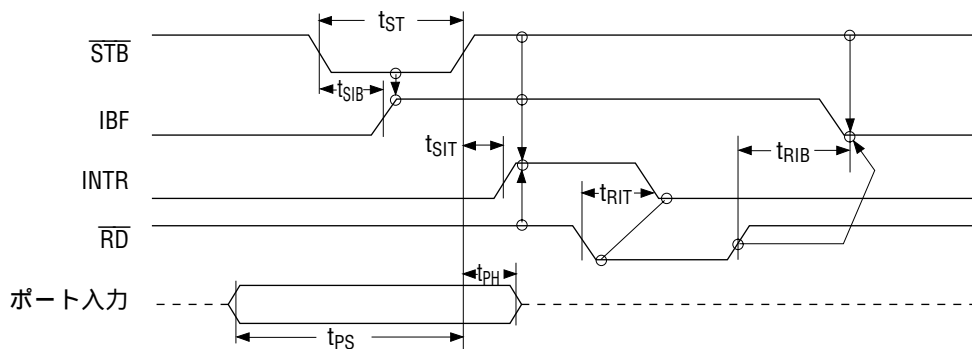 tST
STB
tSIB
IBF
tSIT
tRIB
INTR
tRIT
RD
tPH
ポート入力
tPS